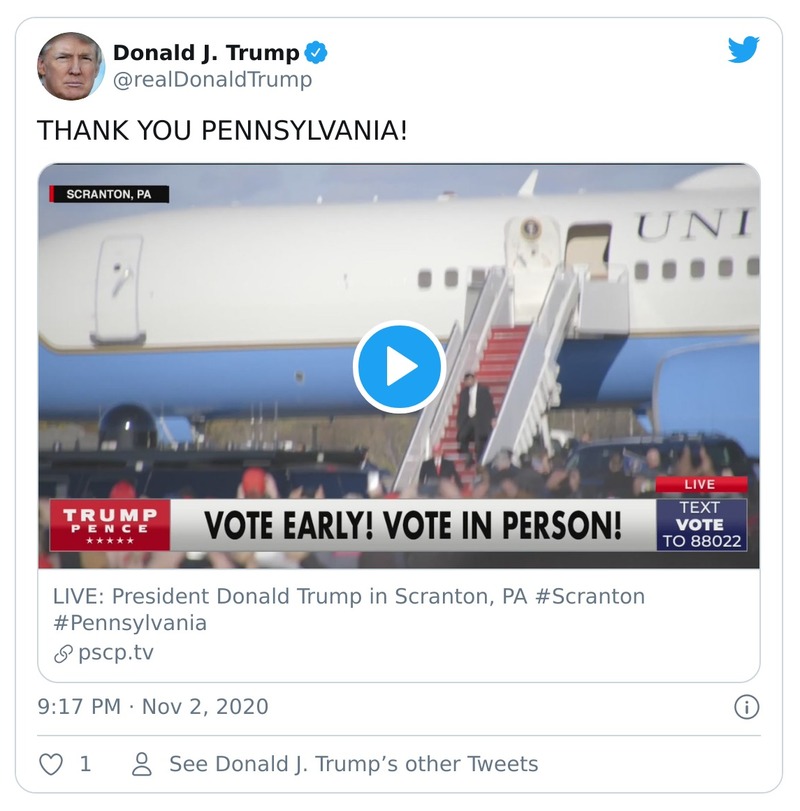 Donald J. Trump
@realDonaldTrump
THANK YOU PENNSYLVANIA!
SCRANTON, PA
UNI
LIVE
TRUMP
PENCE
VOTE EARLY! VOTE IN PERSON!
TEXT
VOTE
TO 88022
LIVE: President Donald Trump in Scranton, PA #Scranton
#Pennsylvania
pscp.tv
9:17 PM · Nov 2, 2020
1
See Donald J. Trump’s other Tweets